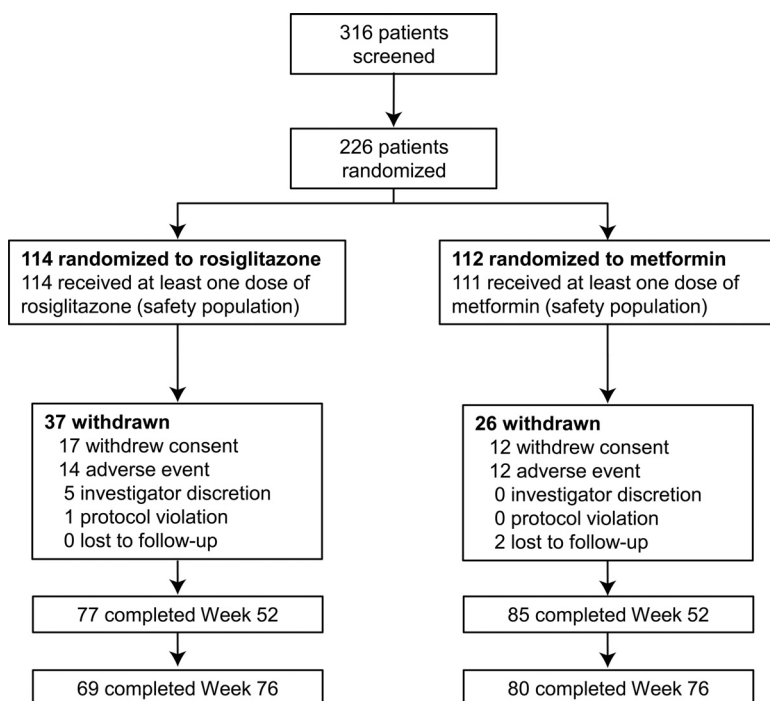 316 patients
screened
226 patients
randomized
114 randomized to rosiglitazone
114 received at least one dose of
rosiglitazone (safety population)
112 randomized to metformin
111 received at least one dose of
metformin (safety population)
37 withdrawn
17 withdrew consent
14 adverse event
5 investigator discretion
1 protocol violation
0 lost to follow-up
26 withdrawn
12 withdrew consent
12 adverse event
0 investigator discretion
0 protocol violation
2 lost to follow-up
77 completed Week 52
85 completed Week 52
69 completed Week 76
80 completed Week 76